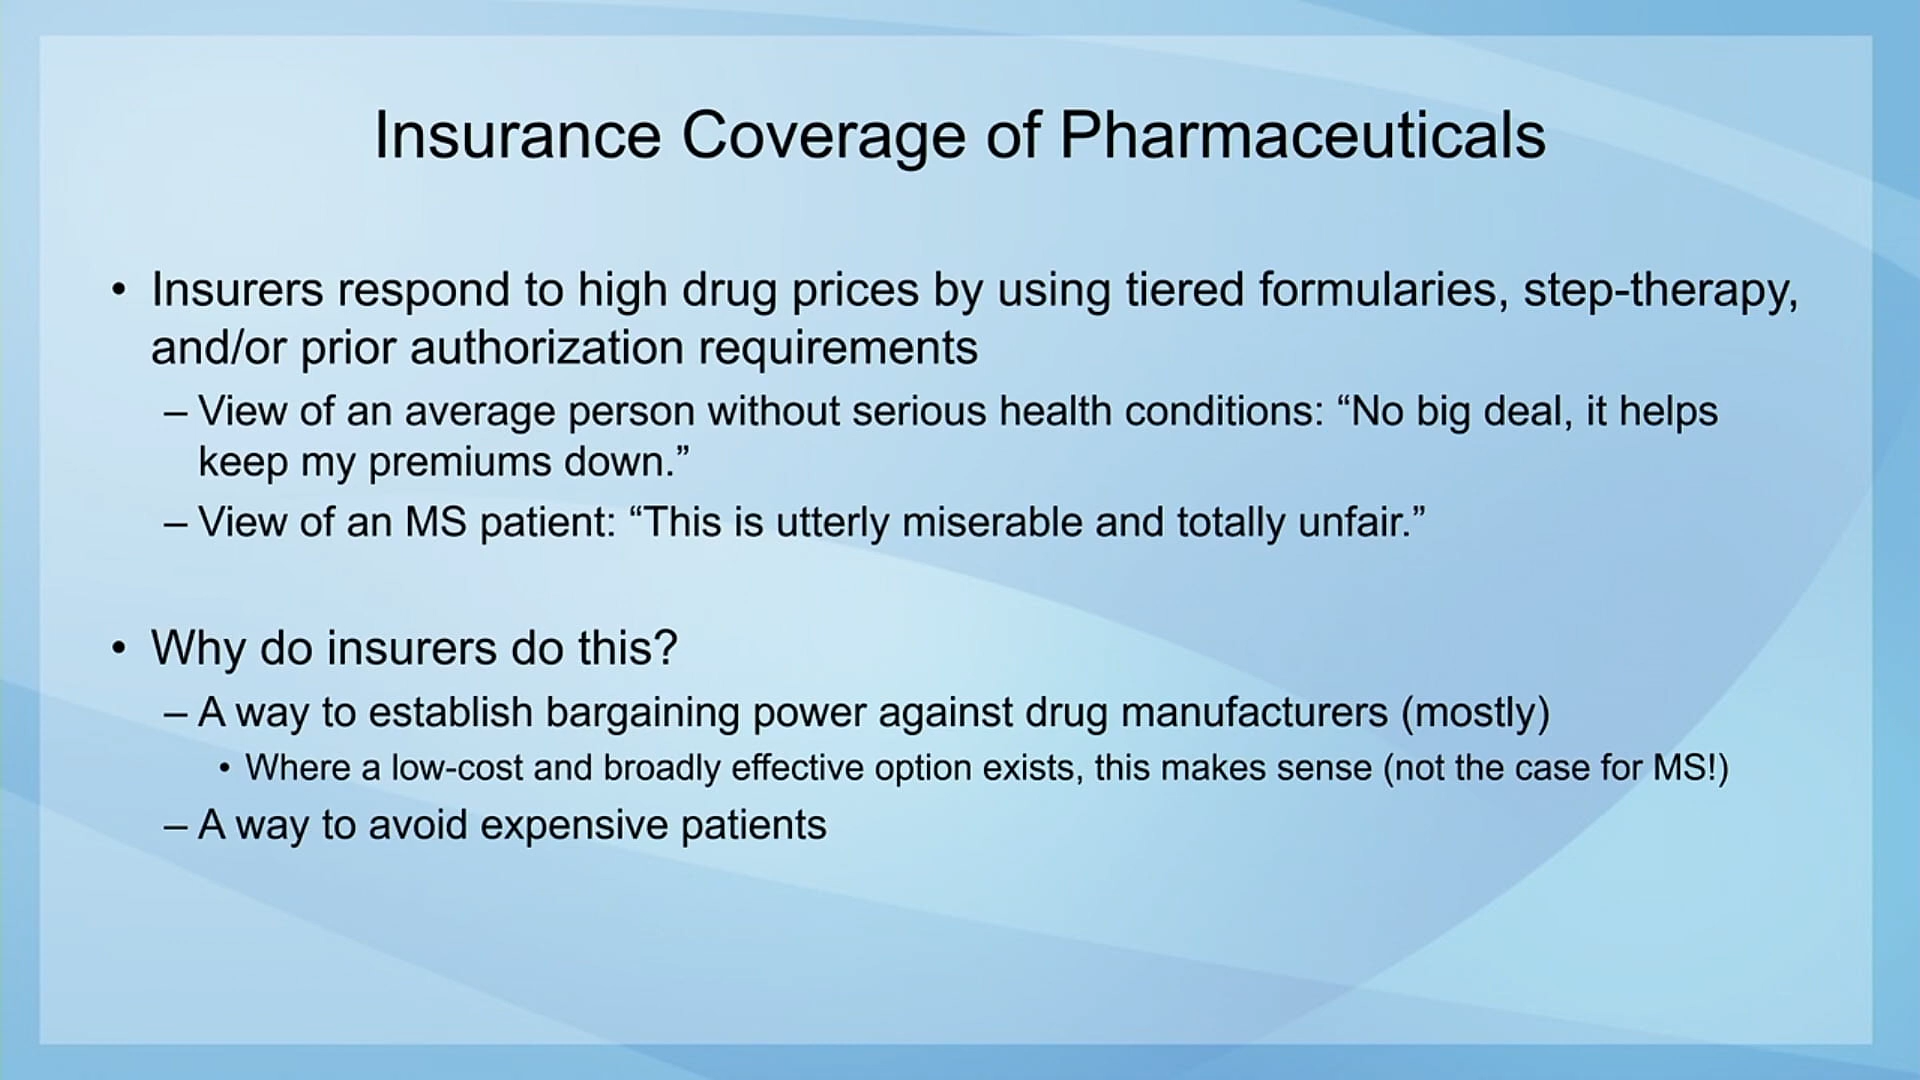 Insurance Coverage of Pharmaceuticals
• Insurers respond to high drug prices by using tiered formularies, step-therapy,
and/or prior authorization requirements
– View of an average person without serious health conditions: “No big deal, it helps
keep my premiums down.”
– View of an MS patient: “This is utterly miserable and totally unfair.”
• Why do insurers do this?
– A way to establish bargaining power against drug manufacturers (mostly)
• Where a low-cost and broadly effective option exists, this makes sense (not the case for MS!)
– A way to avoid expensive patients